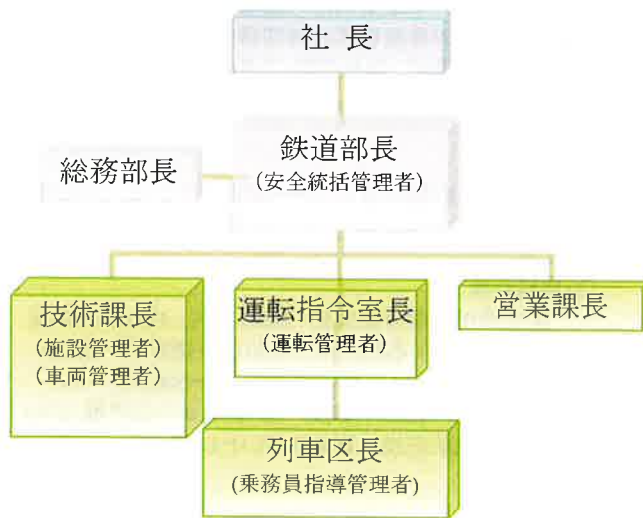 社 長
鉄道部長
(安全統括管理者)
総務部長
技術課長
(施設管理者)
(車両管理者)
運転指令室長
(運転管理者)
営業課長
列車区長
(乗務員指導管理者)